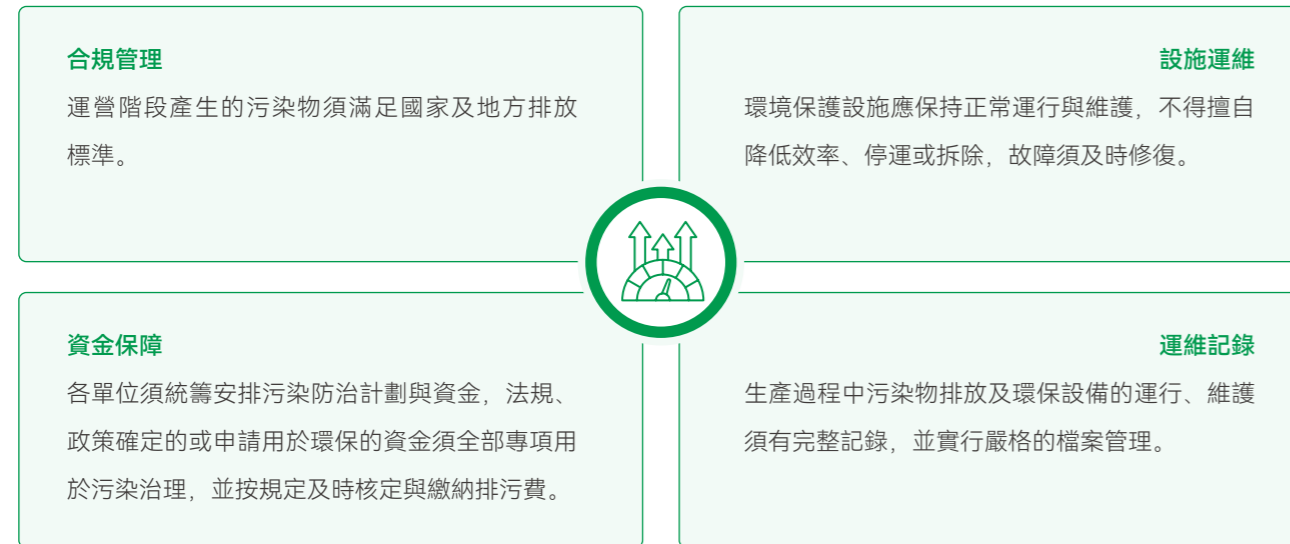 合規管理
運營階段產生的污染物須滿足國家及地方排放
標準。
設施運維
環境保護設施應保持正常運行與維護，不得擅自
降低效率、停運或拆除，故障須及時修復。
資金保障
各單位須統籌安排污染防治計劃與資金，法規、
政策確定的或申請用於環保的資金須全部專項用
於污染治理，並按規定及時核定與繳納排污費。
運維記錄
生產過程中污染物排放及環保設備的運行、維護
須有完整記錄，並實行嚴格的檔案管理。